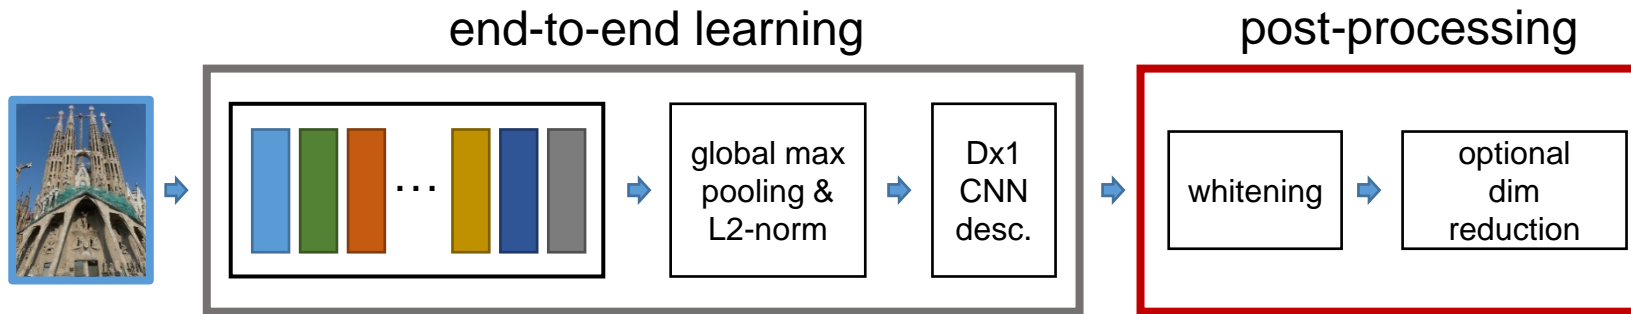 end-to-end learning
post-processing
...
global max
pooling &
L2-norm
Dx1
CNN
desc.
whitening
optional
dim
reduction